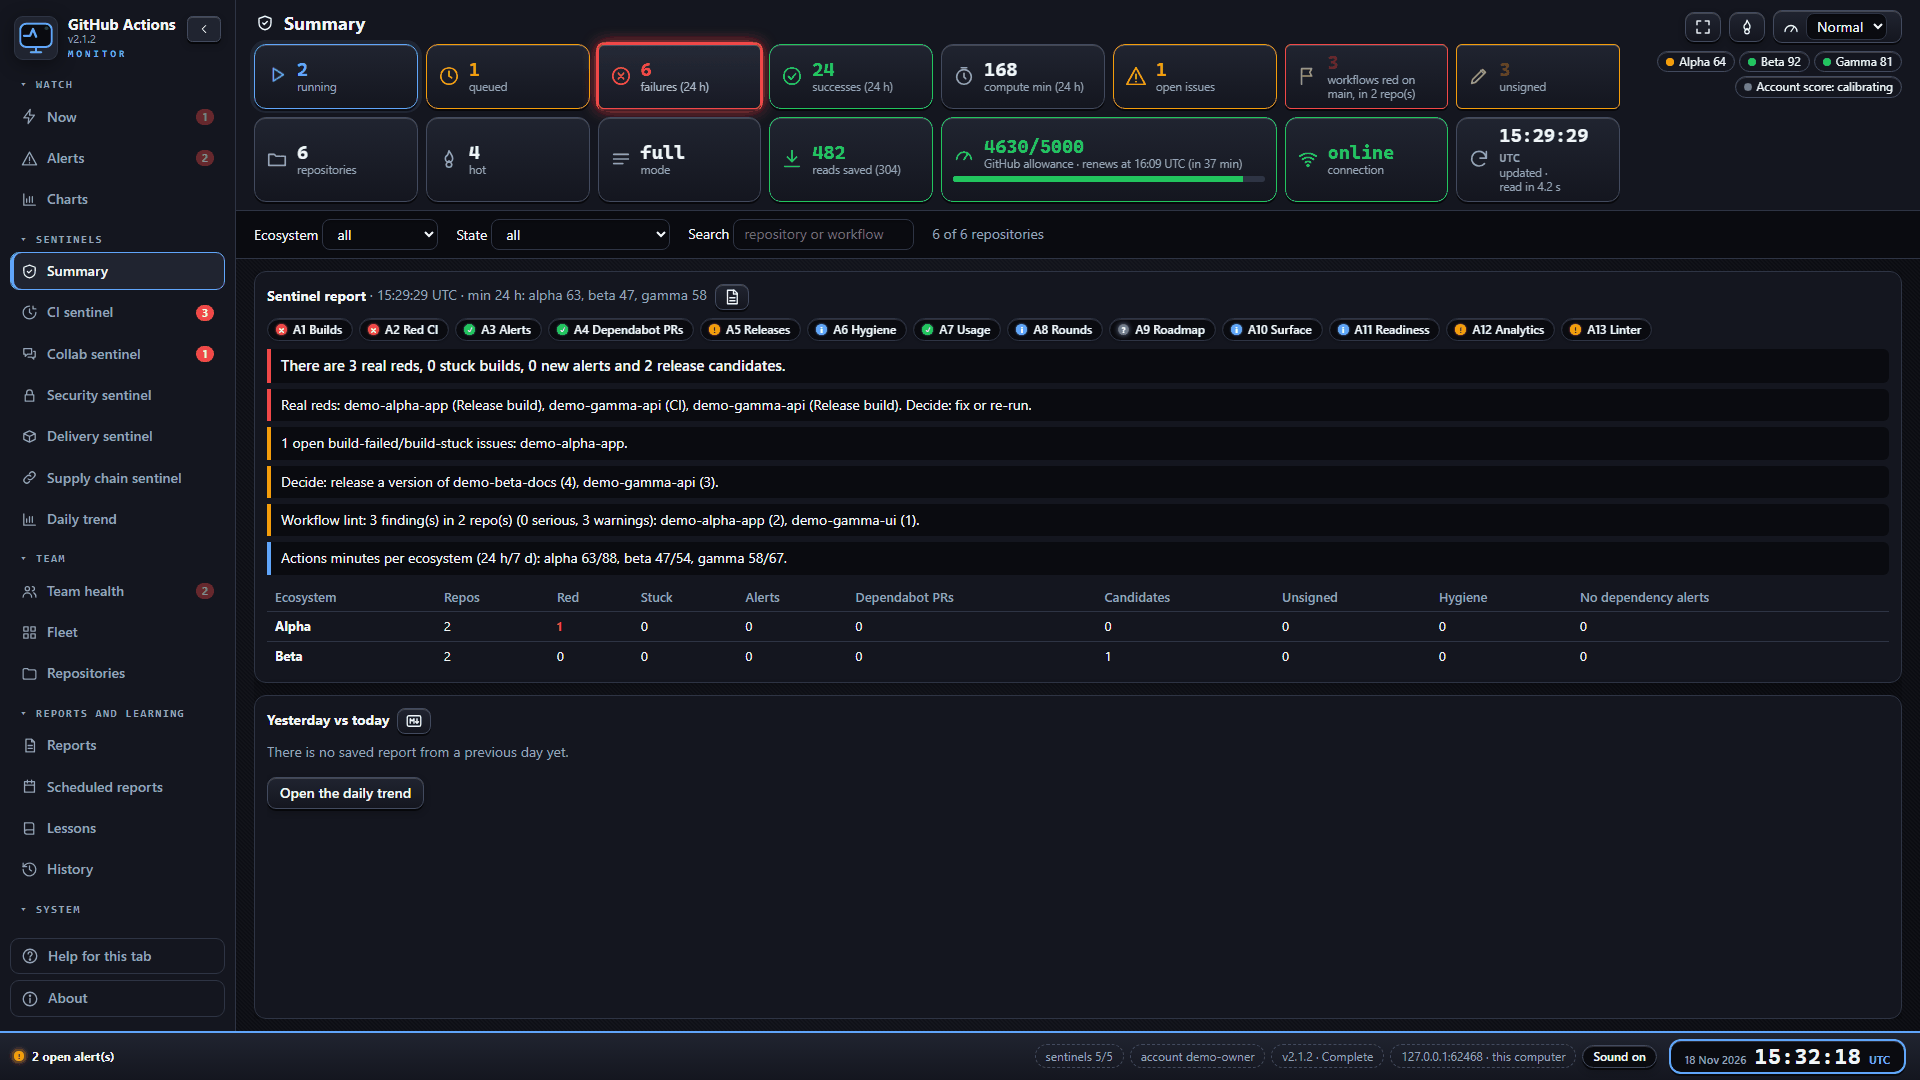 GitHub Actions
v2.1.2
MONITOR
WATCH
Now 1
Alerts 2
Charts
SENTINELS
Summary
CI sentinel 3
Collab sentinel 1
Security sentinel
Delivery sentinel
Supply chain sentinel
Daily trend
TEAM
Team health 2
Fleet
Repositories
REPORTS AND LEARNING
Reports
Scheduled reports
Lessons
History
SYSTEM
Help for this tab
About
Summary
Normal
2
running
1
queued
6
failures (24 h)
24
successes (24 h)
168
compute min (24 h)
1
open issues
3
workflows red on
main, in 2 repo(s)
3
unsigned
Alpha 64
Beta 92
Gamma 81
Account score: calibrating
6
repositories
4
hot
full
mode
482
reads saved (304)
4630/5000
GitHub allowance · renews at 16:09 UTC (in 37 min)
online
connection
15:29:29
UTC
updated ·
read in 4.2 s
Ecosystem all State all Search repository or workflow 6 of 6 repositories
Sentinel report · 15:29:29 UTC · min 24 h: alpha 63, beta 47, gamma 58
A1 Builds A2 Red CI A3 Alerts A4 Dependabot PRs A5 Releases A6 Hygiene A7 Usage A8 Rounds A9 Roadmap A10 Surface A11 Readiness A12 Analytics A13 Linter
There are 3 real reds, 0 stuck builds, 0 new alerts and 2 release candidates.
Real reds: demo-alpha-app (Release build), demo-gamma-api (CI), demo-gamma-api (Release build). Decide: fix or re-run.
1 open build-failed/build-stuck issues: demo-alpha-app.
Decide: release a version of demo-beta-docs (4), demo-gamma-api (3).
Workflow lint: 3 finding(s) in 2 repo(s) (0 serious, 3 warnings): demo-alpha-app (2), demo-gamma-ui (1).
Actions minutes per ecosystem (24 h/7 d): alpha 63/88, beta 47/54, gamma 58/67.
Ecosystem Repos Red Stuck Alerts Dependabot PRs Candidates Unsigned Hygiene No dependency alerts
Alpha 2 1 0 0 0 0 0 0 0
Beta 2 0 0 0 0 1 0 0 0
Yesterday vs today
There is no saved report from a previous day yet.
Open the daily trend
2 open alert(s)
sentinels 5/5
account demo-owner
v2.1.2 · Complete
127.0.0.1:62468 · this computer
Sound on
18 Nov 2026 15:32:18 UTC